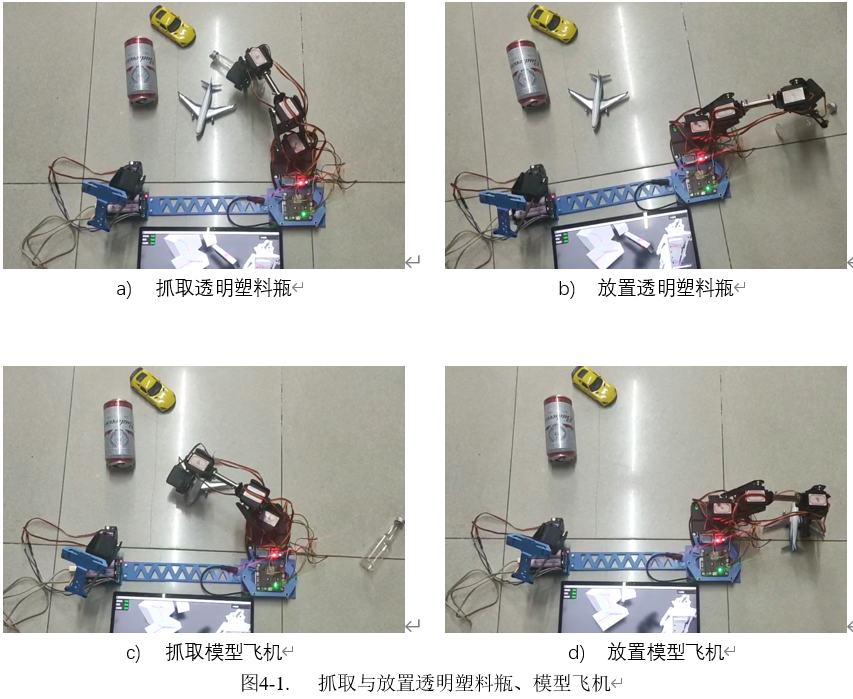 a) 抓取透明塑料瓶
b) 放置透明塑料瓶
c) 抓取模型飞机
d) 放置模型飞机
图4-1. 抓取与放置透明塑料瓶、模型飞机